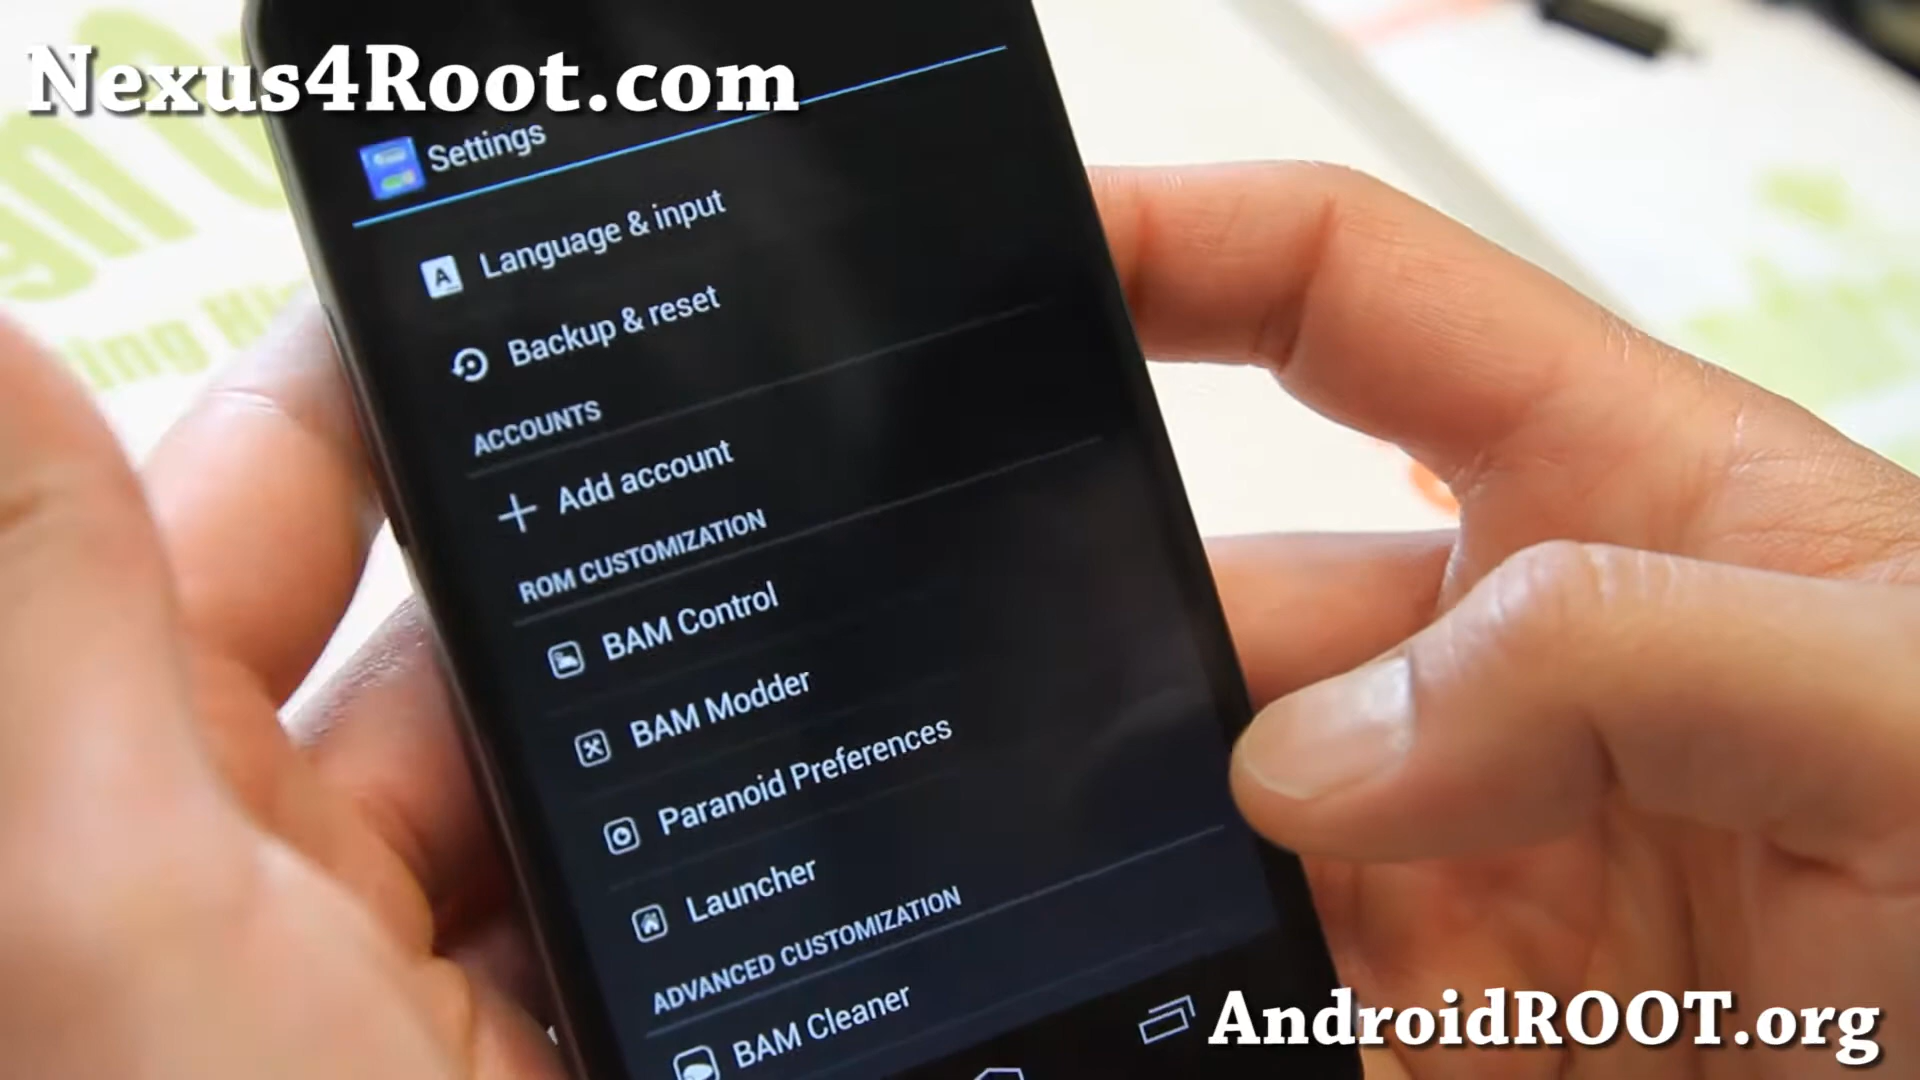 Nexus4Root.com
Settings
Language & input
Backup & reset
ACCOUNTS
Add account
ROM CUSTOMIZATION
BAM Control
BAM Modder
Paranoid Preferences
Launcher
ADVANCED CUSTOMIZATION
BAM Cleaner
AndroidROOT.org